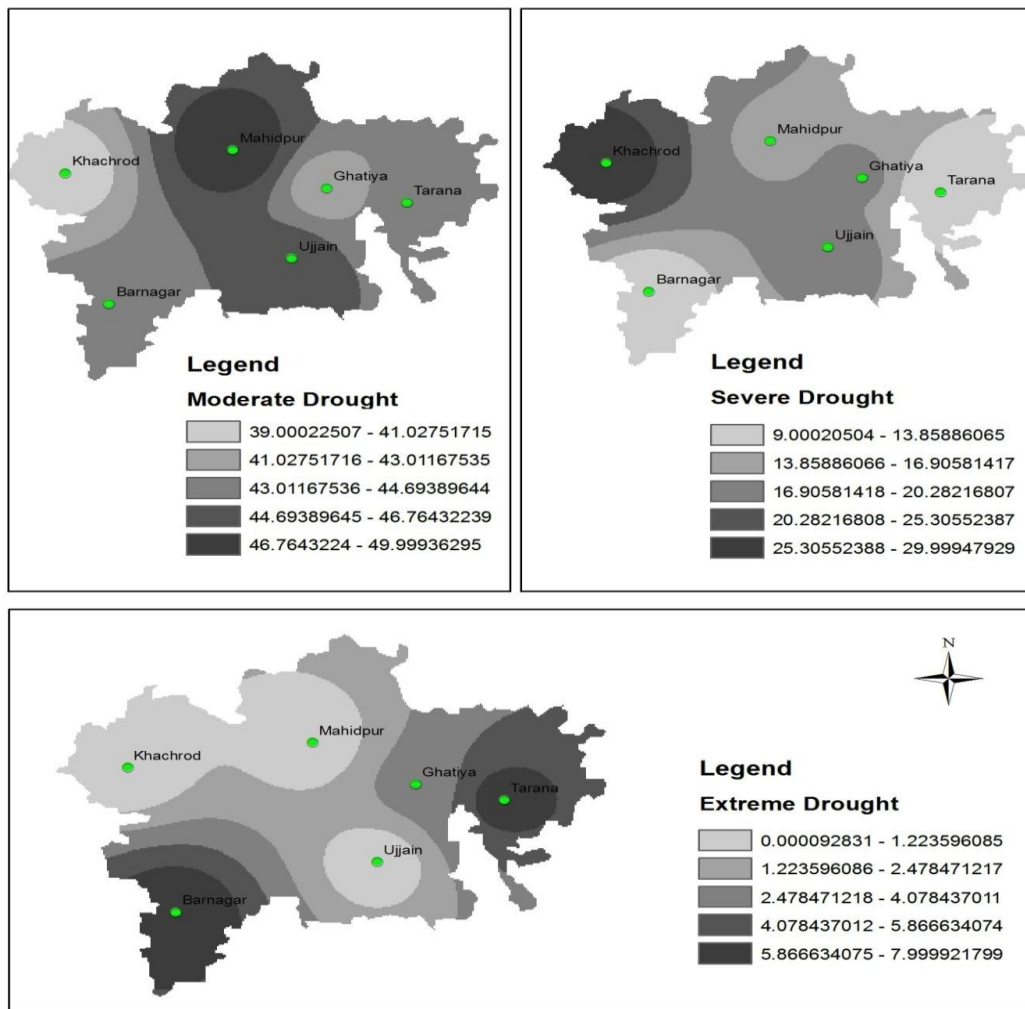 Mahidpur
Khachrod
Ghatiya
Tarana
Ujjain
Barnagar
Legend
Moderate Drought
39.00022507 - 41.02751715
41.02751716 - 43.01167535
43.01167536 - 44.69389644
44.69389645 - 46.76432239
46.7643224 - 49.99936295
Mahidpur
Khachrod
Ghatiya
Tarana
Ujjain
Barnagar
Legend
Severe Drought
9.00020504 - 13.85886065
13.85886066 - 16.90581417
16.90581418 - 20.28216807
20.28216808 - 25.30552387
25.30552388 - 29.99947929
N
Mahidpur
Khachrod
Ghatiya
Tarana
Ujjain
Barnagar
Legend
Extreme Drought
0.000092831 - 1.223596085
1.223596086 - 2.478471217
2.478471218 - 4.078437011
4.078437012 - 5.866634074
5.866634075 - 7.999921799